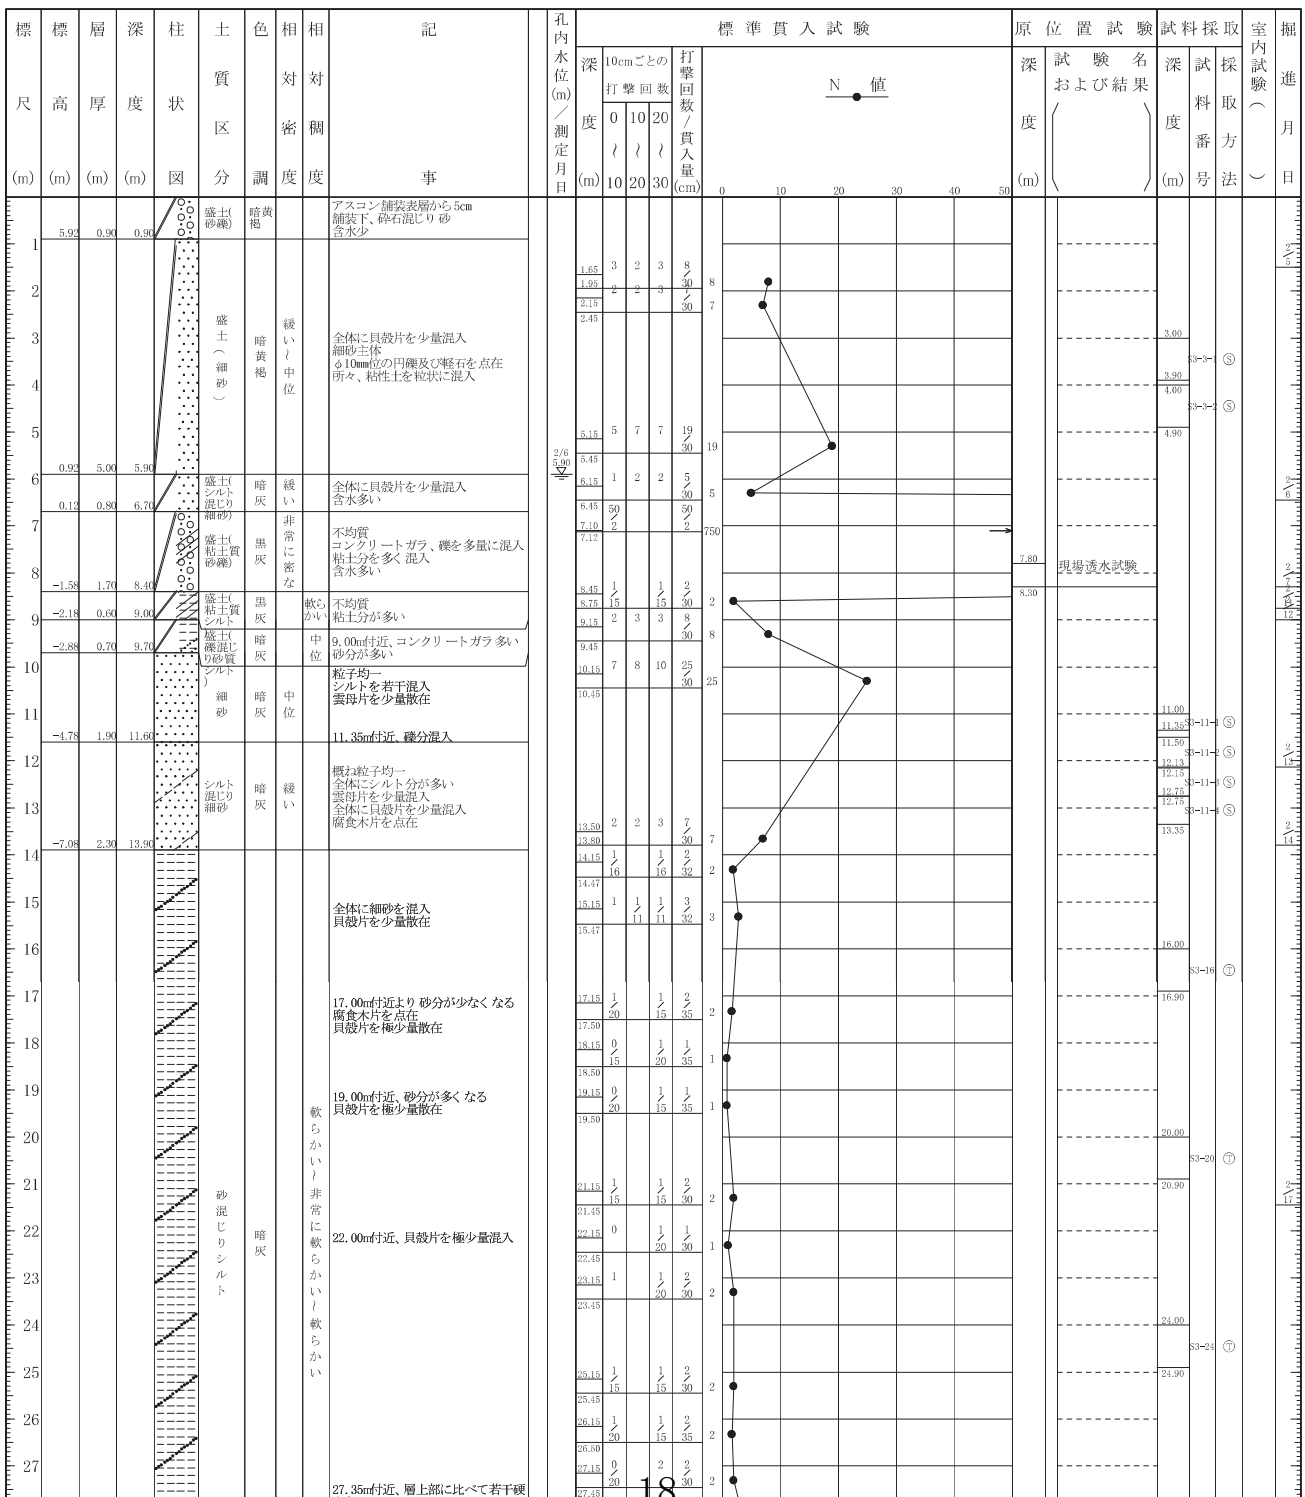 標尺(m)
標高(m)
層厚(m)
深度(m)
柱状図
土質区分
色調
相対密度
相対稠度
記事
孔内水位(m)/測定月日
標準貫入試験
深度(m)
10cmごとの
打撃回数
0〜10
10〜20
20〜30
打撃回数/貫入量(cm)
N 値
0 10 20 30 40 50
原位置試験
深度(m)
試験名
および結果
試料採取
深度(m)
試料番号
採取方法
室内試験( )
掘進月日
5.92 0.90 0.90
盛土(
砂礫)
暗黄
褐
アスコン舗装表層から5cm
舗装下、砕石混じり砂
含水少
1
2
3
4
5
0.92 5.00 5.90
盛土(細砂)
暗黄褐
緩い〜中位
全体に貝殻片を少量混入
細砂主体
φ10mm位の円礫及び軽石を点在
所々、粘性土を粒状に混入
2/6
5.90
1.65 3 2 3 8/30 8
1.95 2 2 3 7/30 7
2.15
2.45
5.15 5 7 7 19/30 19
5.45
3.00
S3-3-1 Ⓢ
3.90
4.00
S3-3-2 Ⓢ
4.90
2/5
6
0.12 0.80 6.70
盛土(
シルト
混じり
細砂)
暗灰
緩い
全体に貝殻片を少量混入
含水多い
6.15 1 2 2 5/30 5
6.45
2/6
7
8
-1.58 1.70 8.40
盛土(
粘土質
砂礫)
黒灰
非常に密な
不均質
コンクリートガラ、礫を多量に混入
粘土分を多く混入
含水多い
7.10 50/2 50/2 750
7.12
7.80
現場透水試験
8.30
9
-2.18 0.60 9.00
盛土(
粘土質
シルト
黒灰
軟ら
かい
不均質
粘土分が多い
8.45 1/15 1/15 2/30 2
8.75
12
-2.88 0.70 9.70
盛土(
礫混じ
り砂質
シルト
)
暗灰
中位
9.00m付近、コンクリートガラ多い
砂分が多い
9.15 2 3 3 8/30 8
9.45
10
11
-4.78 1.90 11.60
細砂
暗灰
中位
粒子均一
シルトを若干混入
雲母片を少量散在
11.35m付近、礫分混入
10.15 7 8 10 25/30 25
10.45
11.00
S3-11-1 Ⓢ
11.35
11.50
S3-11-2 Ⓢ
12.13
12.15
S3-11-3 Ⓢ
12.75
12.75
S3-11-4 Ⓢ
13.35
12
13
-7.08 2.30 13.90
シルト
混じり
細砂
暗灰
緩い
概ね粒子均一
全体にシルト分が多い
雲母片を少量混入
全体に貝殻片を少量混入
腐食木片を点在
13.50 2 2 3 7/30 7
13.80
2/13
2/14
14
15
16
17
18
19
20
21
22
23
24
25
26
27
砂混じりシルト
暗灰
軟らかい〜非常に軟らかい〜軟らかい
全体に細砂を混入
貝殻片を少量散在
17.00m付近より砂分が少なくなる
腐食木片を点在
貝殻片を極少量散在
19.00m付近、砂分が多くなる
貝殻片を極少量散在
22.00m付近、貝殻片を極少量混入
27.35m付近、層上部に比べて若干硬
14.15 1/16 1/16 2/32 2
14.47
15.15 1 1/11 1/11 3/32 3
15.47
17.15 1/20 1/15 2/35 2
17.50
18.15 0/15 1/20 1/35 1
18.50
19.15 0/20 1/15 1/35 1
19.50
21.15 1/15 1/15 2/30 2
21.45
22.15 0 1/20 1/30 1
22.45
23.15 1 1/20 2/30 2
23.45
25.15 1/15 1/15 2/30 2
25.45
26.15 1/20 1/15 2/35 2
26.50
27.15 0/20 2 2/30 2
27.45
16.00
S3-16 Ⓣ
16.90
20.00
S3-20 Ⓣ
20.90
2/17
24.00
S3-24 Ⓣ
24.90
18